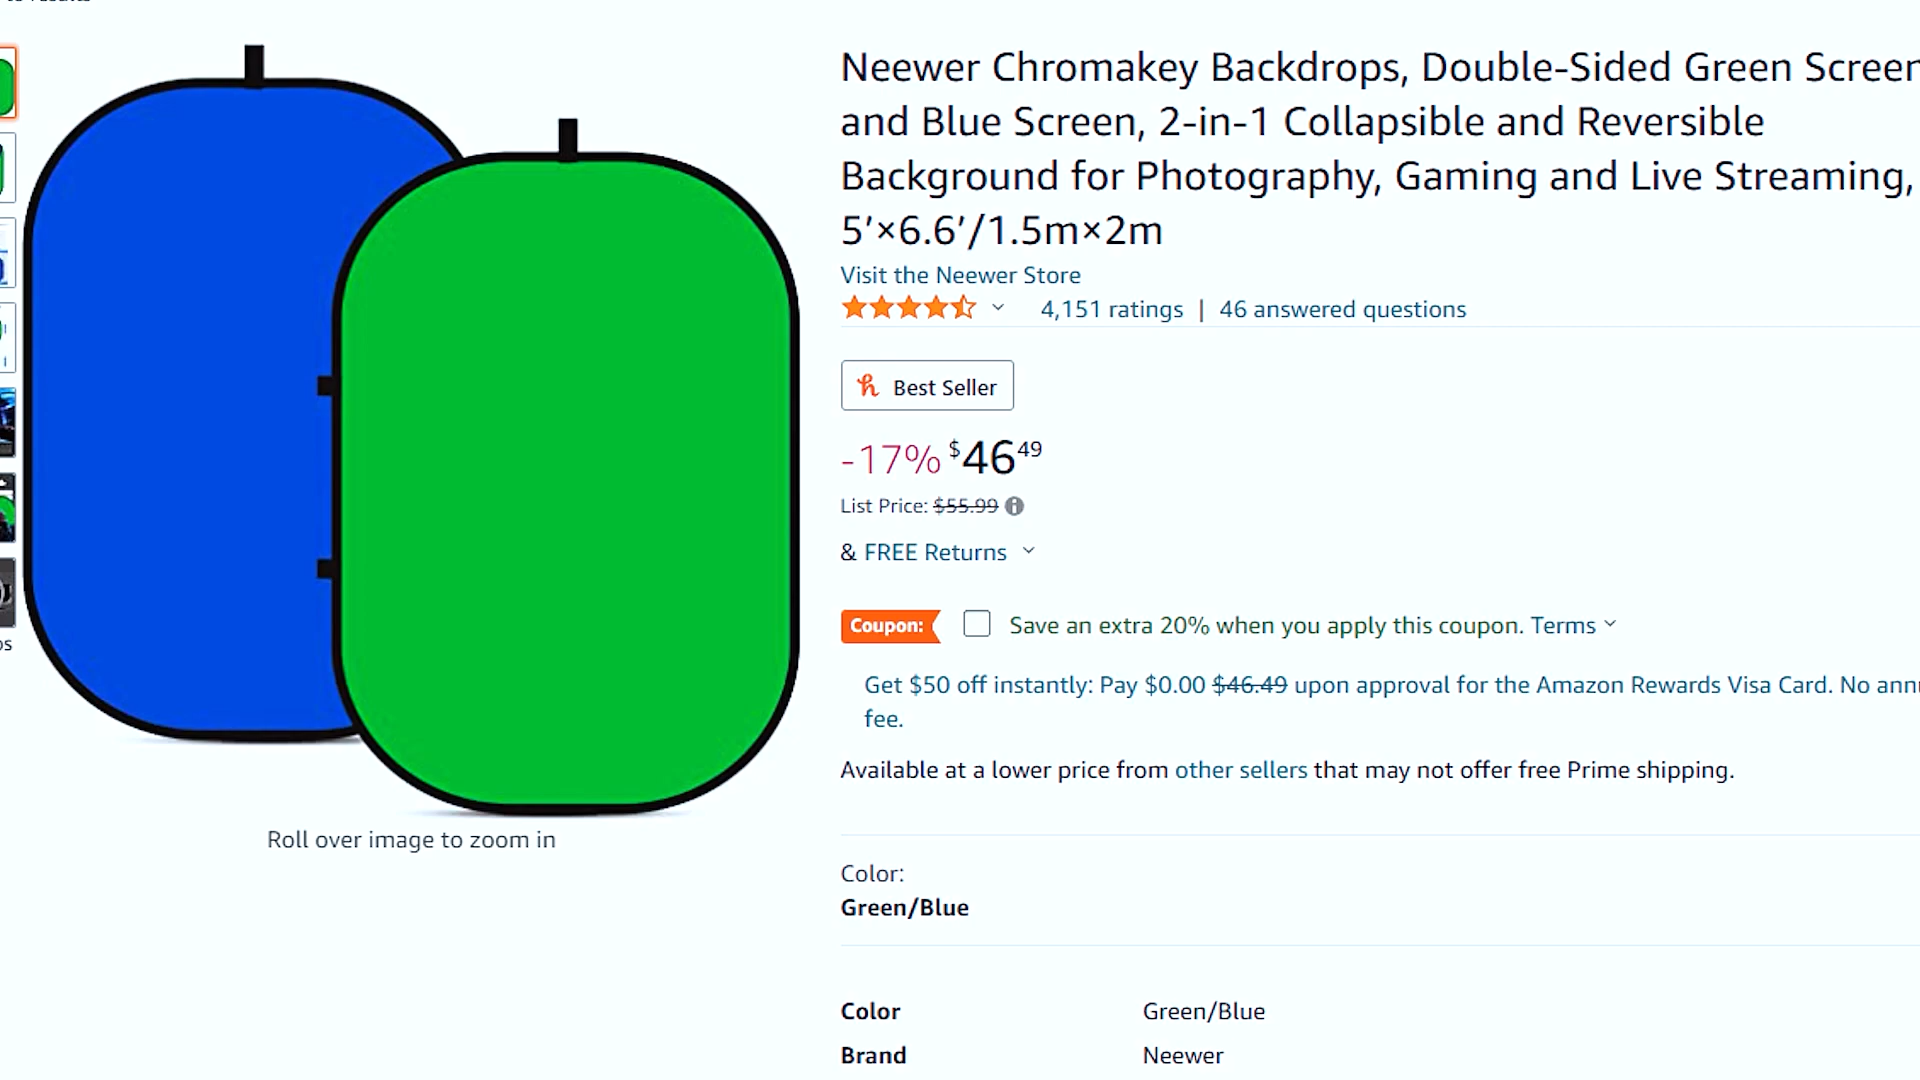 Neewer Chromakey Backdrops, Double-Sided Green Screen
and Blue Screen, 2-in-1 Collapsible and Reversible
Background for Photography, Gaming and Live Streaming,
5'×6.6'/1.5m×2m
Visit the Neewer Store
4,151 ratings | 46 answered questions
Best Seller
-17% $46 49
List Price: $55.99
& FREE Returns
Coupon: Save an extra 20% when you apply this coupon. Terms
Get $50 off instantly: Pay $0.00 $46.49 upon approval for the Amazon Rewards Visa Card. No
fee.
Available at a lower price from other sellers that may not offer free Prime shipping.
Roll over image to zoom in
Color:
Green/Blue
Color Green/Blue
Brand Neewer